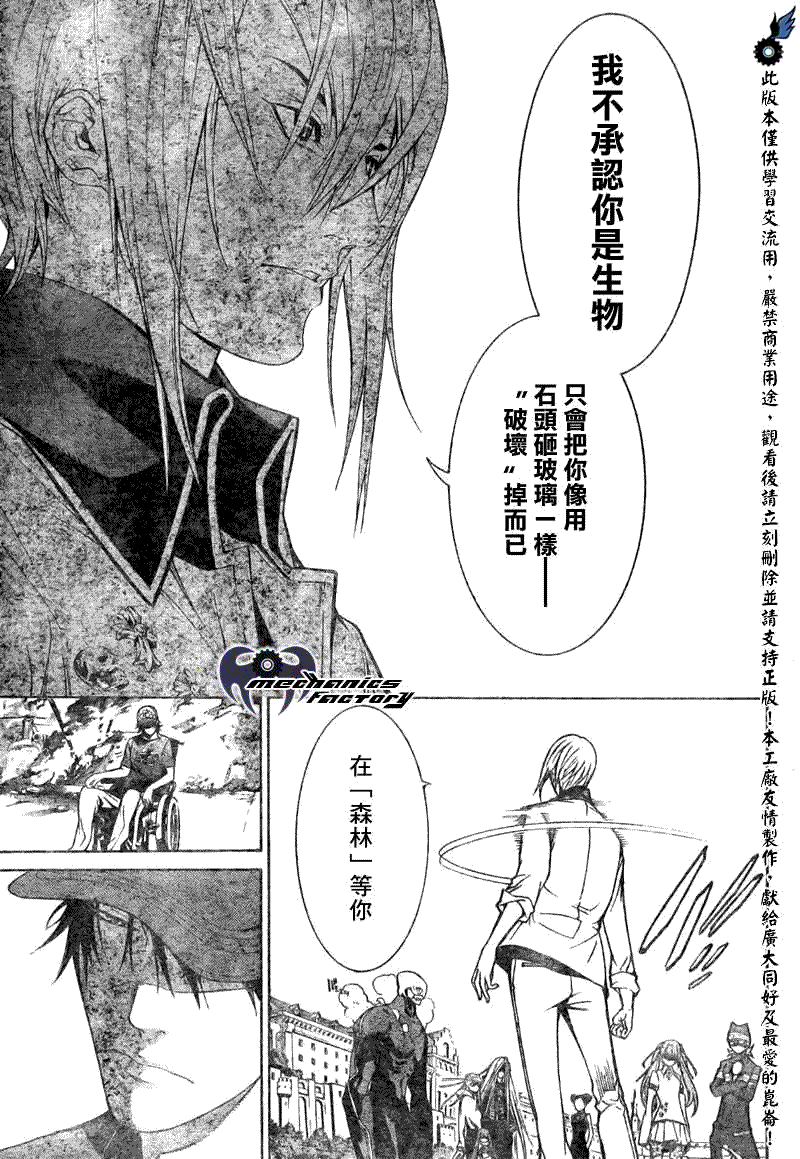 我不承認你是生物
只會把你像用
石頭砸玻璃一樣——
〝破壞〝掉而已
mechanics
factory
在「森林」等你
此版本僅供學習交流用，嚴禁商業用途，觀看後請立刻刪除並請支持正版！本工廠友情製作，獻給廣大同好及最愛的崑崙！